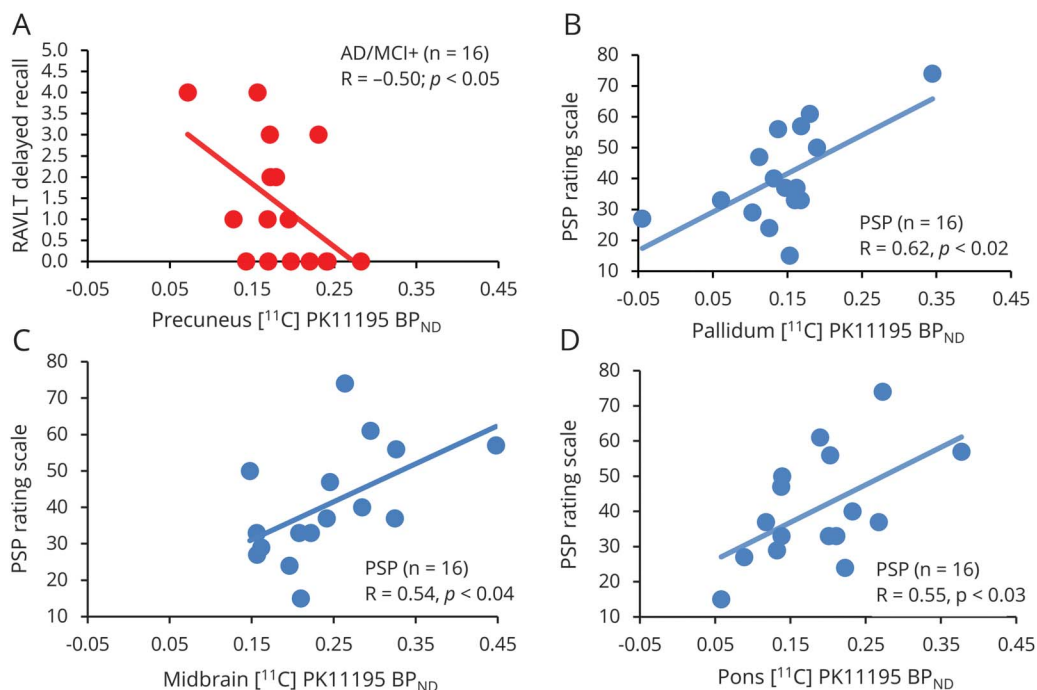 A
RAVLT delayed recall
5.0
4.5
4.0
3.5
3.0
2.5
2.0
1.5
1.0
0.5
0.0
AD/MCI+ (n = 16)
R = –0.50; p < 0.05
-0.05 0.05 0.15 0.25 0.35 0.45
Precuneus [¹¹C] PK11195 BP_ND
B
PSP rating scale
80
70
60
50
40
30
20
10
PSP (n = 16)
R = 0.62, p < 0.02
-0.05 0.05 0.15 0.25 0.35 0.45
Pallidum [¹¹C] PK11195 BP_ND
C
PSP rating scale
80
70
60
50
40
30
20
10
PSP (n = 16)
R = 0.54, p < 0.04
-0.05 0.05 0.15 0.25 0.35 0.45
Midbrain [¹¹C] PK11195 BP_ND
D
PSP rating scale
80
70
60
50
40
30
20
10
PSP (n = 16)
R = 0.55, p < 0.03
-0.05 0.05 0.15 0.25 0.35 0.45
Pons [¹¹C] PK11195 BP_ND